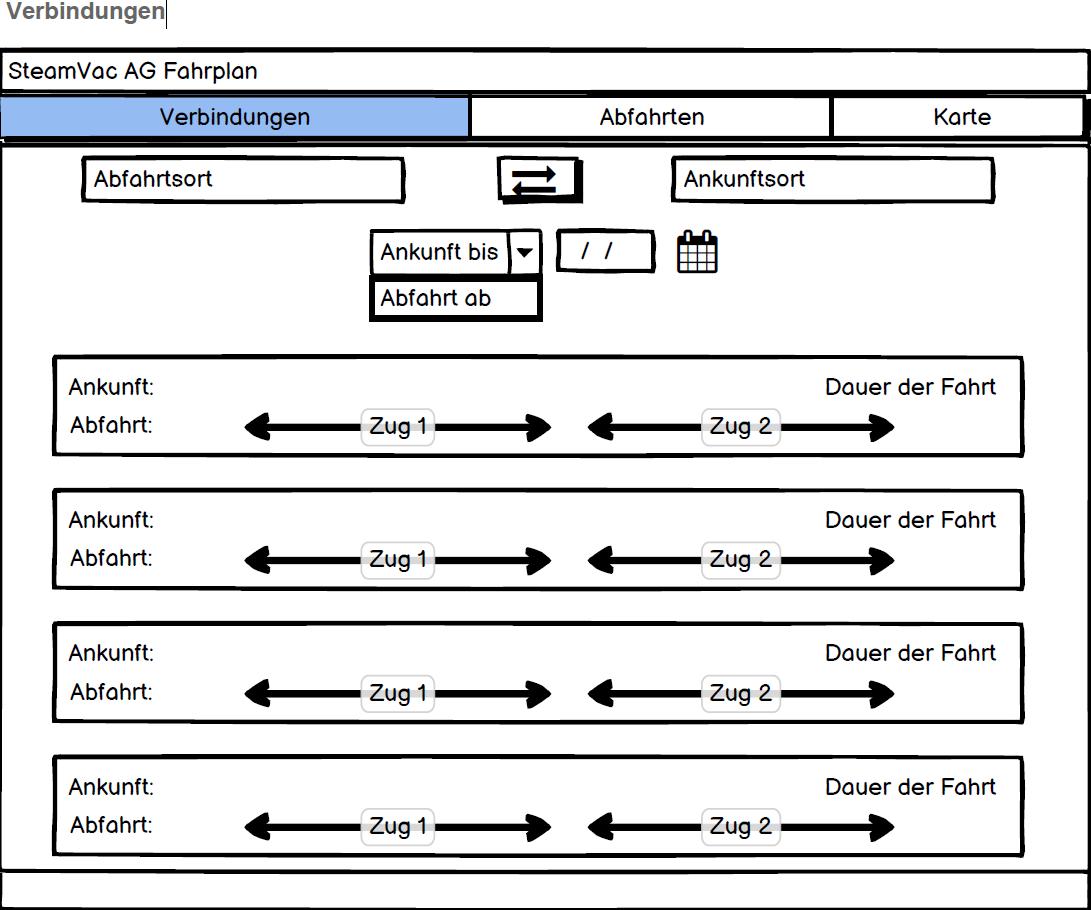 Verbindungen
SteamVac AG Fahrplan
Verbindungen Abfahrten Karte
Abfahrtsort Ankunftsort
Ankunft bis / /
Abfahrt ab
Ankunft: Dauer der Fahrt
Abfahrt: Zug 1 Zug 2
Ankunft: Dauer der Fahrt
Abfahrt: Zug 1 Zug 2
Ankunft: Dauer der Fahrt
Abfahrt: Zug 1 Zug 2
Ankunft: Dauer der Fahrt
Abfahrt: Zug 1 Zug 2